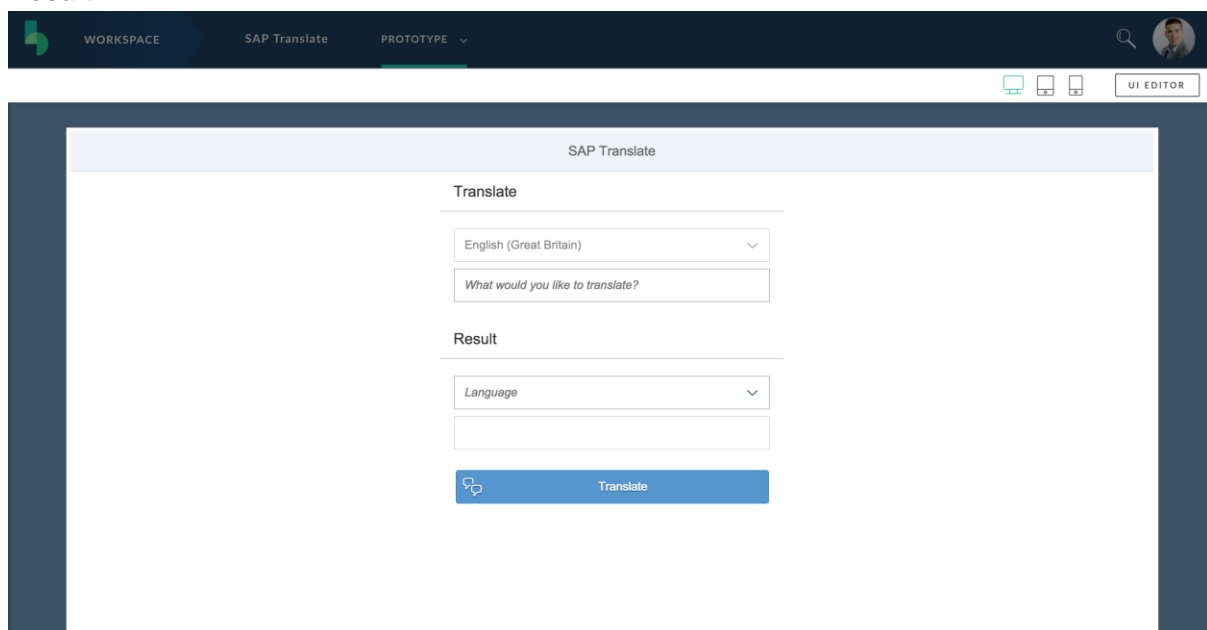 WORKSPACE SAP Translate PROTOTYPE
UI EDITOR
SAP Translate
Translate
English (Great Britain)
What would you like to translate?
Result
Language
Translate